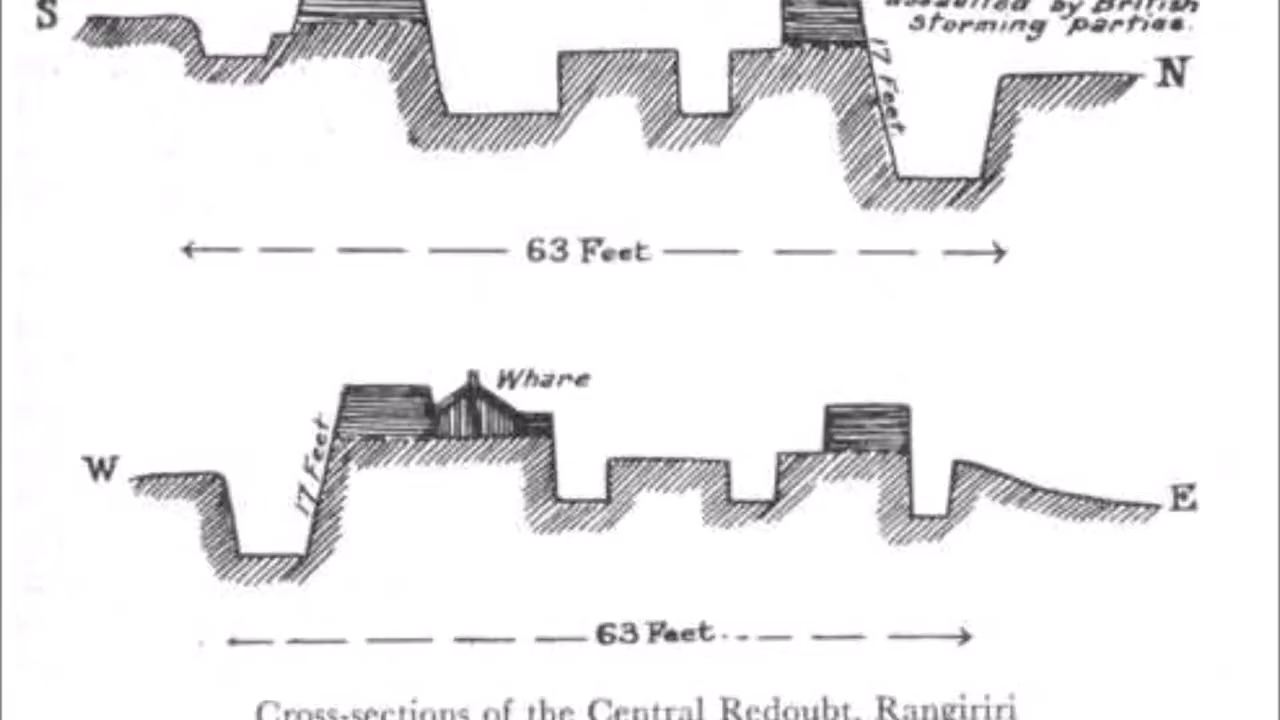 S
assaulted by British
storming parties.
17 Feet
N
63 Feet
Whare
W
17 Feet
E
63 Feet
Cross-sections of the Central Redoubt, Rangiriri